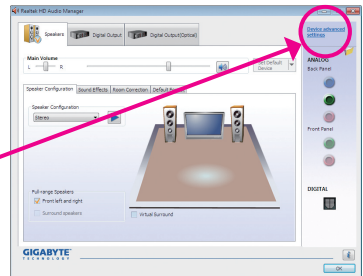 Realtek HD Audio Manager
Speakers
Digital Output
Digital Output(Optical)
Device advanced
settings
Main Volume
L
R
Set Default
Device
ANALOG
Back Panel
Speaker Configuration
Sound Effects
Room Correction
Default Format
Speaker Configuration
Stereo
Front Panel
Full-range Speakers
Front left and right
Surround speakers
Virtual Surround
DIGITAL
GIGABYTE
TECHNOLOGY
i
OK